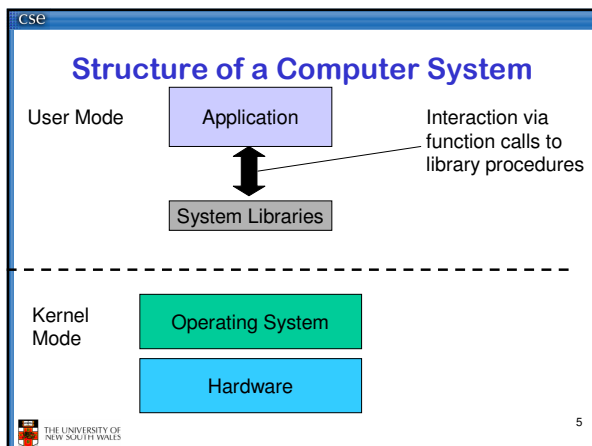 cse
Structure of a Computer System
User Mode
Application
Interaction via
function calls to
library procedures
System Libraries
Kernel
Mode
Operating System
Hardware
THE UNIVERSITY OF
NEW SOUTH WALES
5